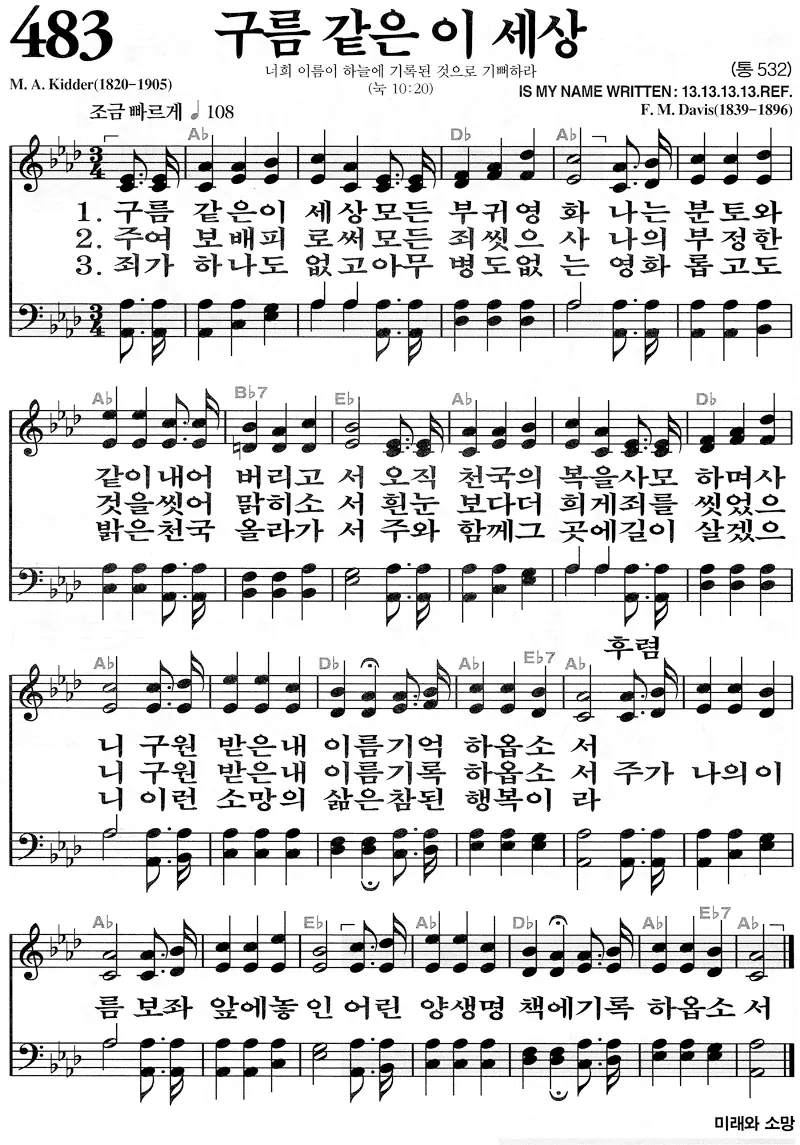 483 구름 같은 이 세상
너희 이름이 하늘에 기록된 것으로 기뻐하라
(통 532)
M. A. Kidder(1820-1905)
(눅 10:20)
IS MY NAME WRITTEN: 13.13.13.13.REF.
조금 빠르게 ♩ 108
F. M. Davis(1839-1896)
A♭ D♭ A♭
3 4
1. 구름 같은이 세상모든 부귀영 화 나는 분토와
2. 주여 보배피 로써모든 죄씻으 사 나의 부정한
3. 죄가 하나도 없고아무 병도없 는 영화 롭고도
3 4
A♭ B♭7 E♭ A♭ D♭
같이내어 버리고 서 오직 천국의 복을사모 하며사
것을씻어 맑히소 서 흰눈 보다더 희게죄를 씻었으
밝은천국 올라가 서 주와 함께그 곳에길이 살겠으
후렴
A♭ D♭ A♭ E♭7 A♭
니 구원 받은내 이름기억 하옵소 서
니 구원 받은내 이름기록 하옵소 서 주가 나의이
니 이런 소망의 삶은참된 행복이 라
A♭ E♭ A♭ D♭ A♭ E♭7 A♭
름 보좌 앞에놓 인 어린 양생명 책에기록 하옵소 서
미래와 소망